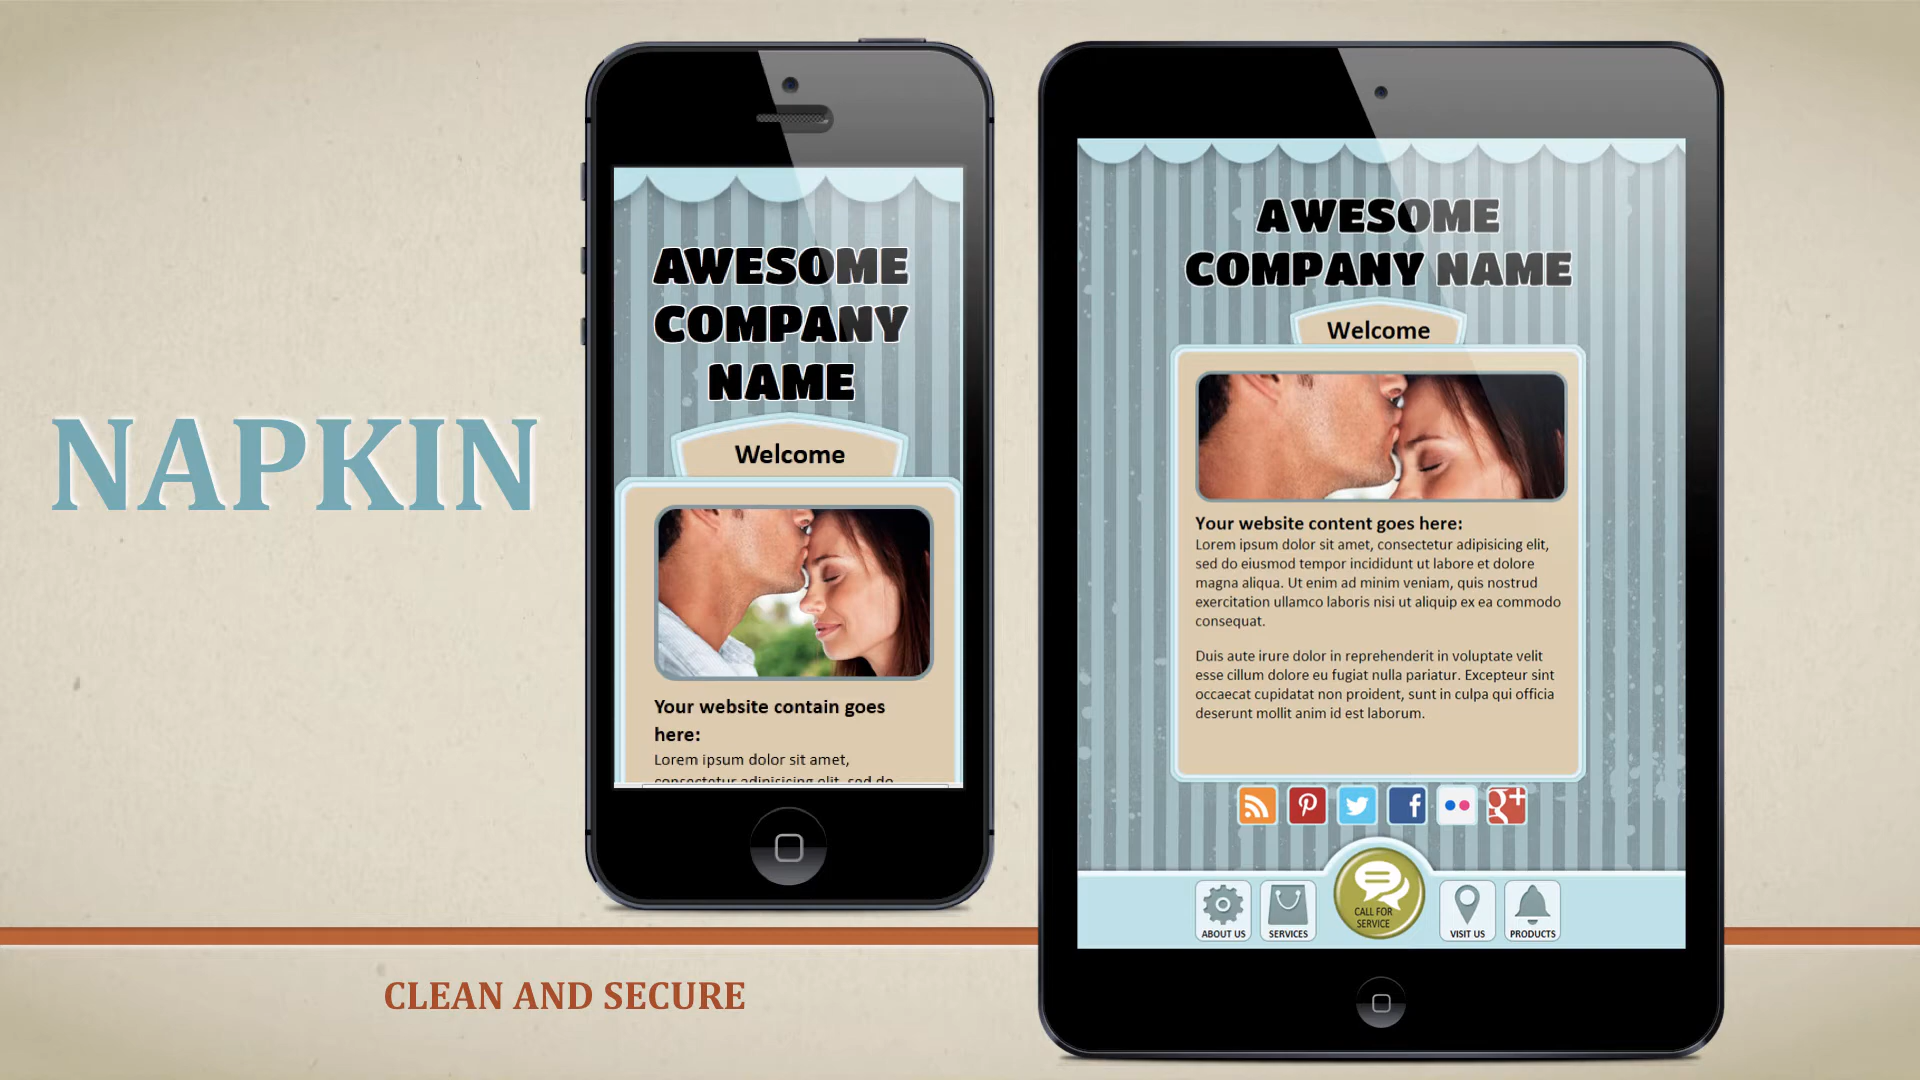 NAPKIN
CLEAN AND SECURE
AWESOME
COMPANY
NAME
Welcome
Your website contain goes
here:
Lorem ipsum dolor sit amet,
consectetur adipisicing elit, sed do
AWESOME
COMPANY NAME
Welcome
Your website content goes here:
Lorem ipsum dolor sit amet, consectetur adipisicing elit,
sed do eiusmod tempor incididunt ut labore et dolore
magna aliqua. Ut enim ad minim veniam, quis nostrud
exercitation ullamco laboris nisi ut aliquip ex ea commodo
consequat.
Duis aute irure dolor in reprehenderit in voluptate velit
esse cillum dolore eu fugiat nulla pariatur. Excepteur sint
occaecat cupidatat non proident, sunt in culpa qui officia
deserunt mollit anim id est laborum.
ABOUT US
SERVICES
CALL FOR
SERVICE
VISIT US
PRODUCTS